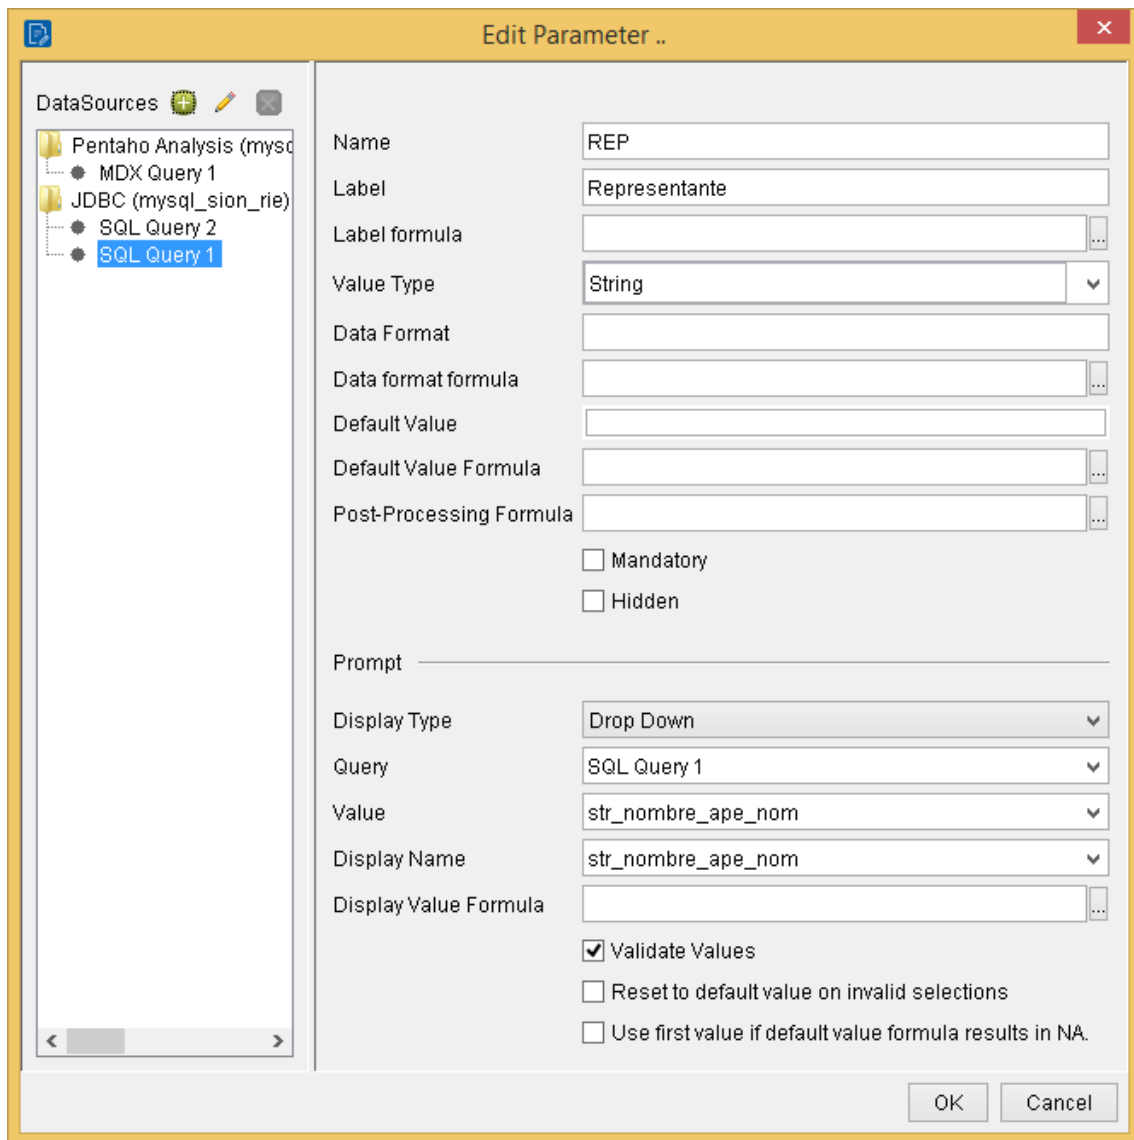 Edit Parameter ..
DataSources
Pentaho Analysis (mysq
MDX Query 1
JDBC (mysql_sion_rie)
SQL Query 2
SQL Query 1
Name REP
Label Representante
Label formula ...
Value Type String
Data Format
Data format formula ...
Default Value
Default Value Formula ...
Post-Processing Formula ...
Mandatory
Hidden
Prompt
Display Type Drop Down
Query SQL Query 1
Value str_nombre_ape_nom
Display Name str_nombre_ape_nom
Display Value Formula ...
Validate Values
Reset to default value on invalid selections
Use first value if default value formula results in NA.
OK Cancel